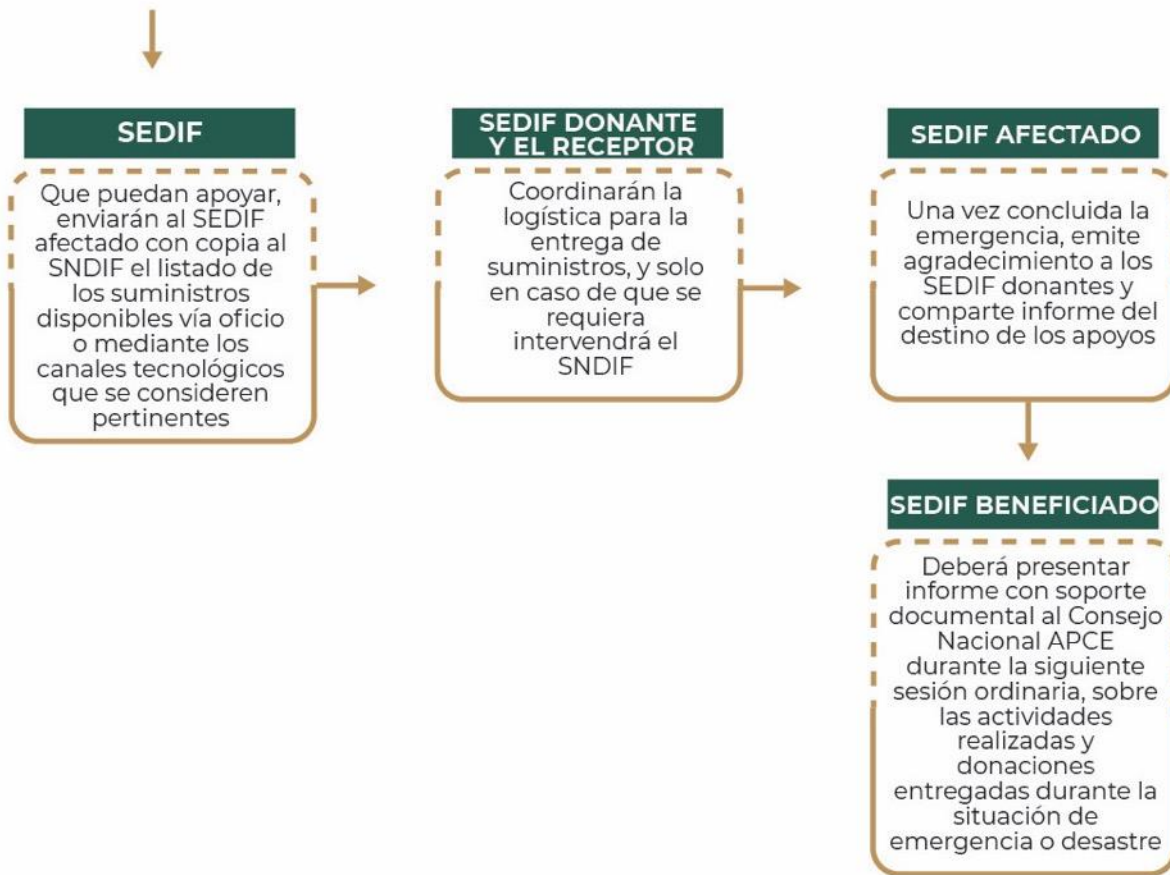 SEDIF
Que puedan apoyar,
enviarán al SEDIF
afectado con copia al
SNDIF el listado de
los suministros
disponibles vía oficio
o mediante los
canales tecnológicos
que se consideren
pertinentes
SEDIF DONANTE
Y EL RECEPTOR
Coordinarán la
logística para la
entrega de
suministros, y solo
en caso de que se
requiera
intervendrá el
SNDIF
SEDIF AFECTADO
Una vez concluida la
emergencia, emite
agradecimiento a los
SEDIF donantes y
comparte informe del
destino de los apoyos
SEDIF BENEFICIADO
Deberá presentar
informe con soporte
documental al Consejo
Nacional APCE
durante la siguiente
sesión ordinaria, sobre
las actividades
realizadas y
donaciones
entregadas durante la
situación de
emergencia o desastre